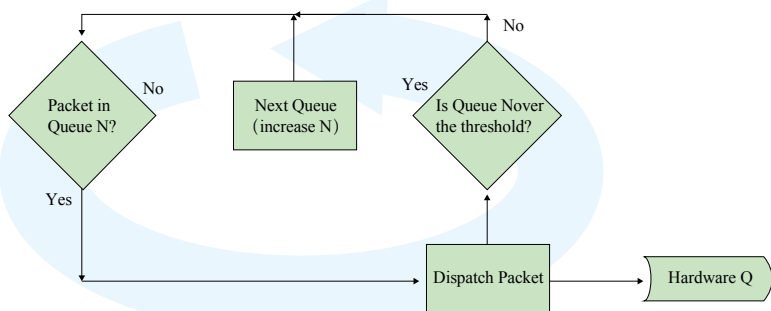 No
Packet in
Queue N?
No
Next Queue
（increase N）
Yes
Is Queue Nover
the threshold?
Yes
Dispatch Packet
Hardware Q